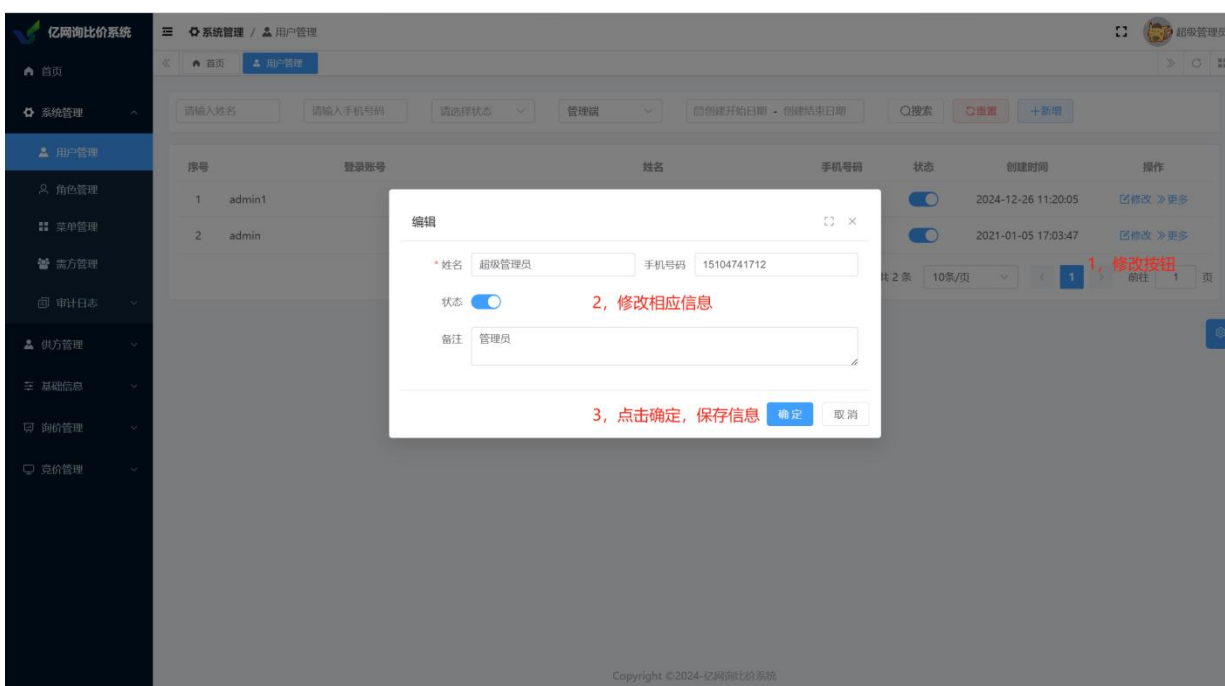 亿网询比价系统
系统管理 / 用户管理
超级管理员
首页
首页
用户管理
系统管理
请输入姓名
请输入手机号码
请选择状态
管理端
创建开始日期 - 创建结束日期
搜索
重置
新增
用户管理
序号
登录账号
姓名
手机号码
状态
创建时间
操作
角色管理
1
admin1
2024-12-26 11:20:05
修改
更多
编辑
菜单管理
2
admin
2021-01-05 17:03:47
修改
更多
需方管理
*姓名
超级管理员
手机号码
15104741712
1，修改按钮
共 2 条
10条/页
1
前往
1
页
审计日志
状态
2，修改相应信息
供方管理
备注
管理员
基础信息
3，点击确定，保存信息
确定
取消
询价管理
竞价管理
Copyright ©2024-亿网询比价系统